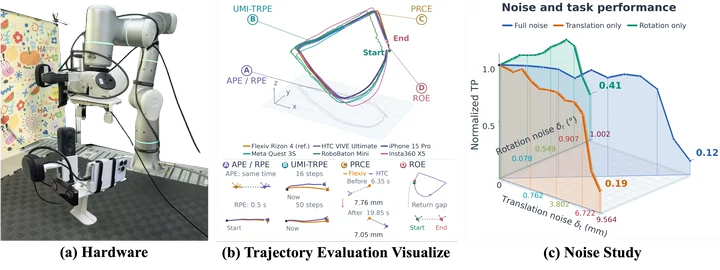 HAPPY
(a) Hardware
UMI-TRPE
B
PRCE
C
End
Start
A
APE / RPE
D
ROE
z
y
x
Flexiv Rizon 4 (ref.)
HTC VIVE Ultimate
iPhone 15 Pro
Meta Quest 3S
RoboBaton Mini
Insta360 X5
A APE / RPE
B UMI-TRPE
C PRCE
D ROE
APE: same time
16 steps
Flexiv HTC
Before 6.35 s
Now
7.76 mm
Return gap
RPE: 0.5 s
50 steps
After 19.85 s
Start
Now
7.05 mm
Start End
(b) Trajectory Evaluation Visualize
Noise and task performance
Full noise
Translation only
Rotation only
Normalized TP
1.0
0.5
0
Rotation noise δr (°)
0.078
0.549
0.907
1.002
0.41
0.12
0.19
0.762
3.802
6.722
9.564
Translation noise δt (mm)
(c) Noise Study